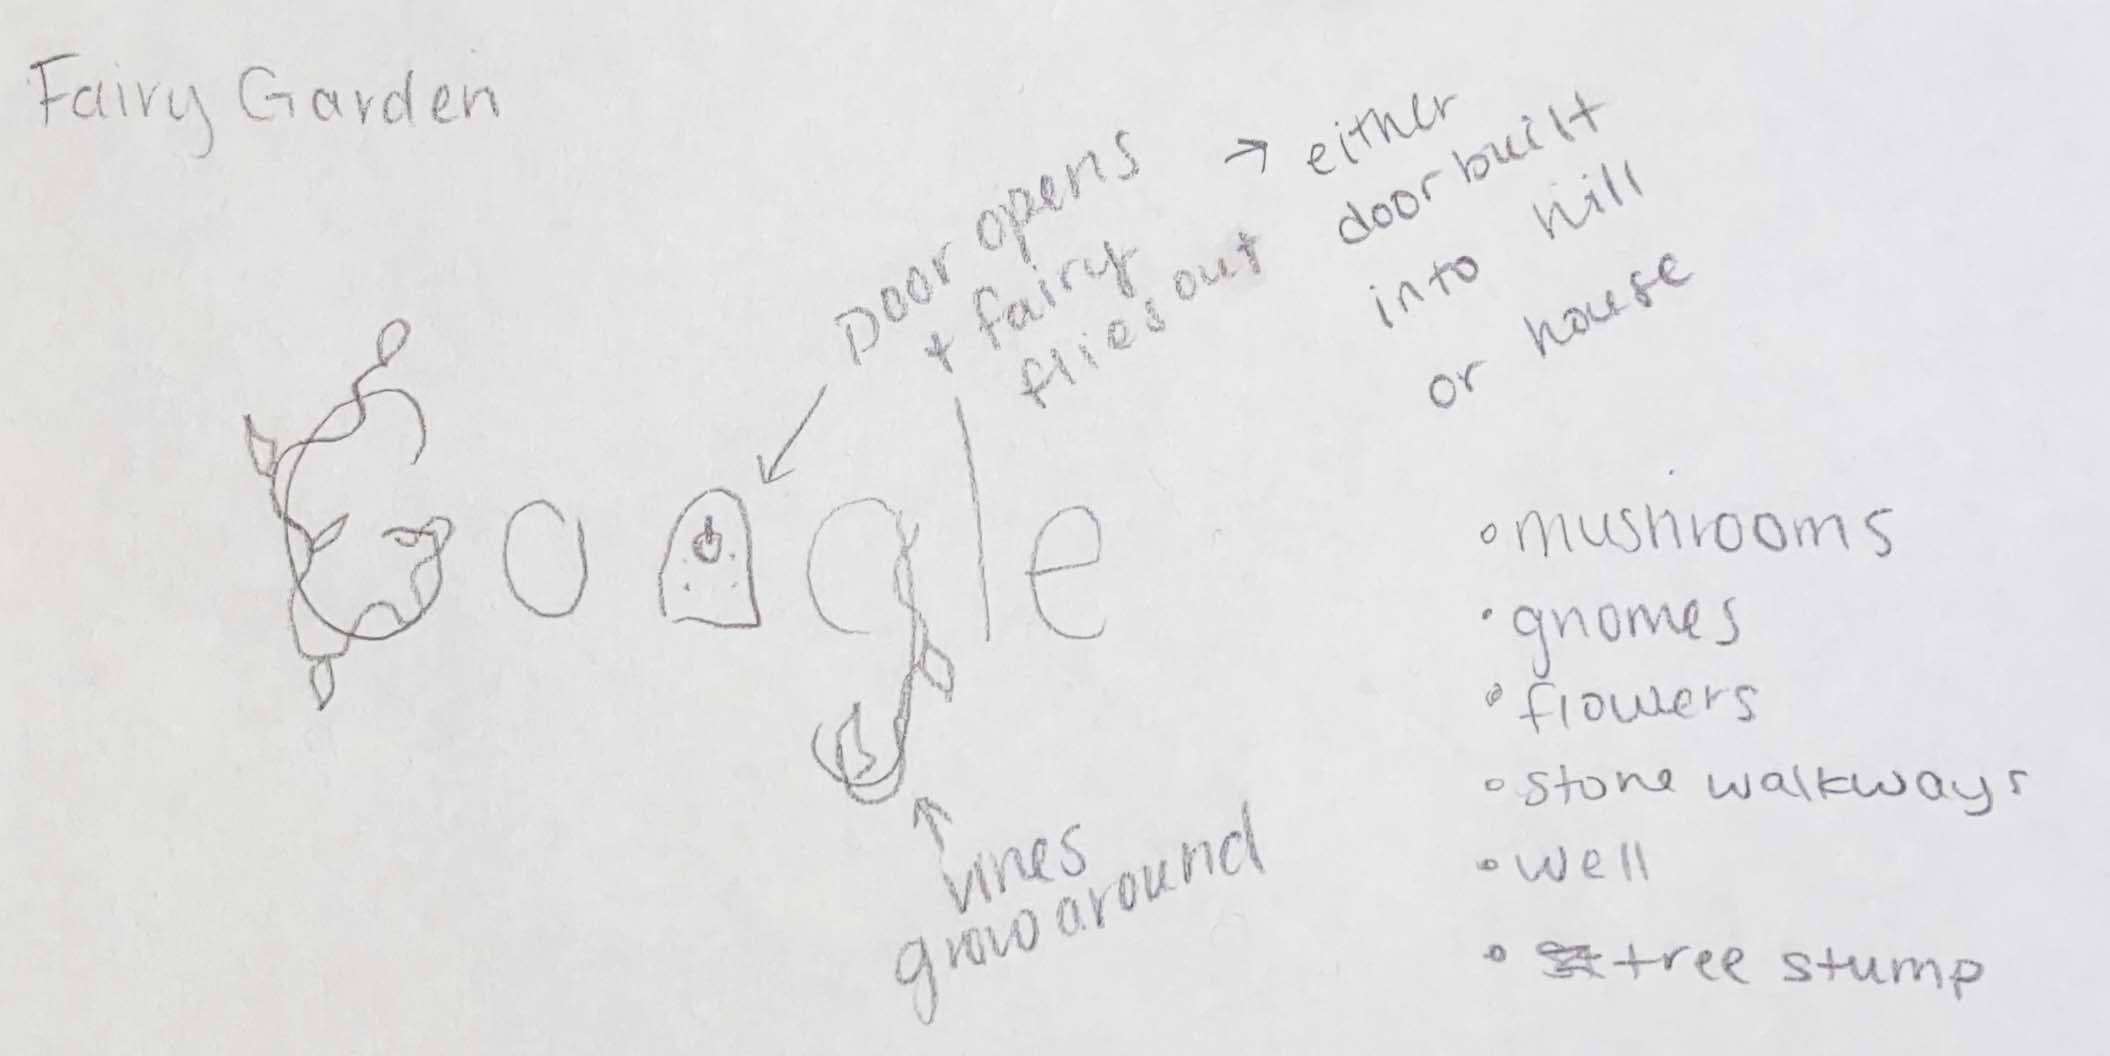 Fairy Garden
Door opens
+ fairy
flies out
→ either
door built
into hill
or house
Google
vines
grow around
• mushrooms
• gnomes
• flowers
• stone walkways
• well
• tree stump